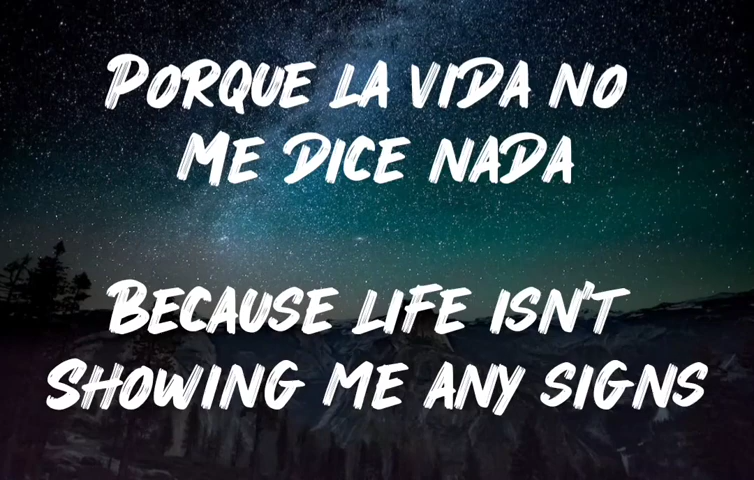 Porque la vida no
me dice nada
Because life isn't
showing me any signs